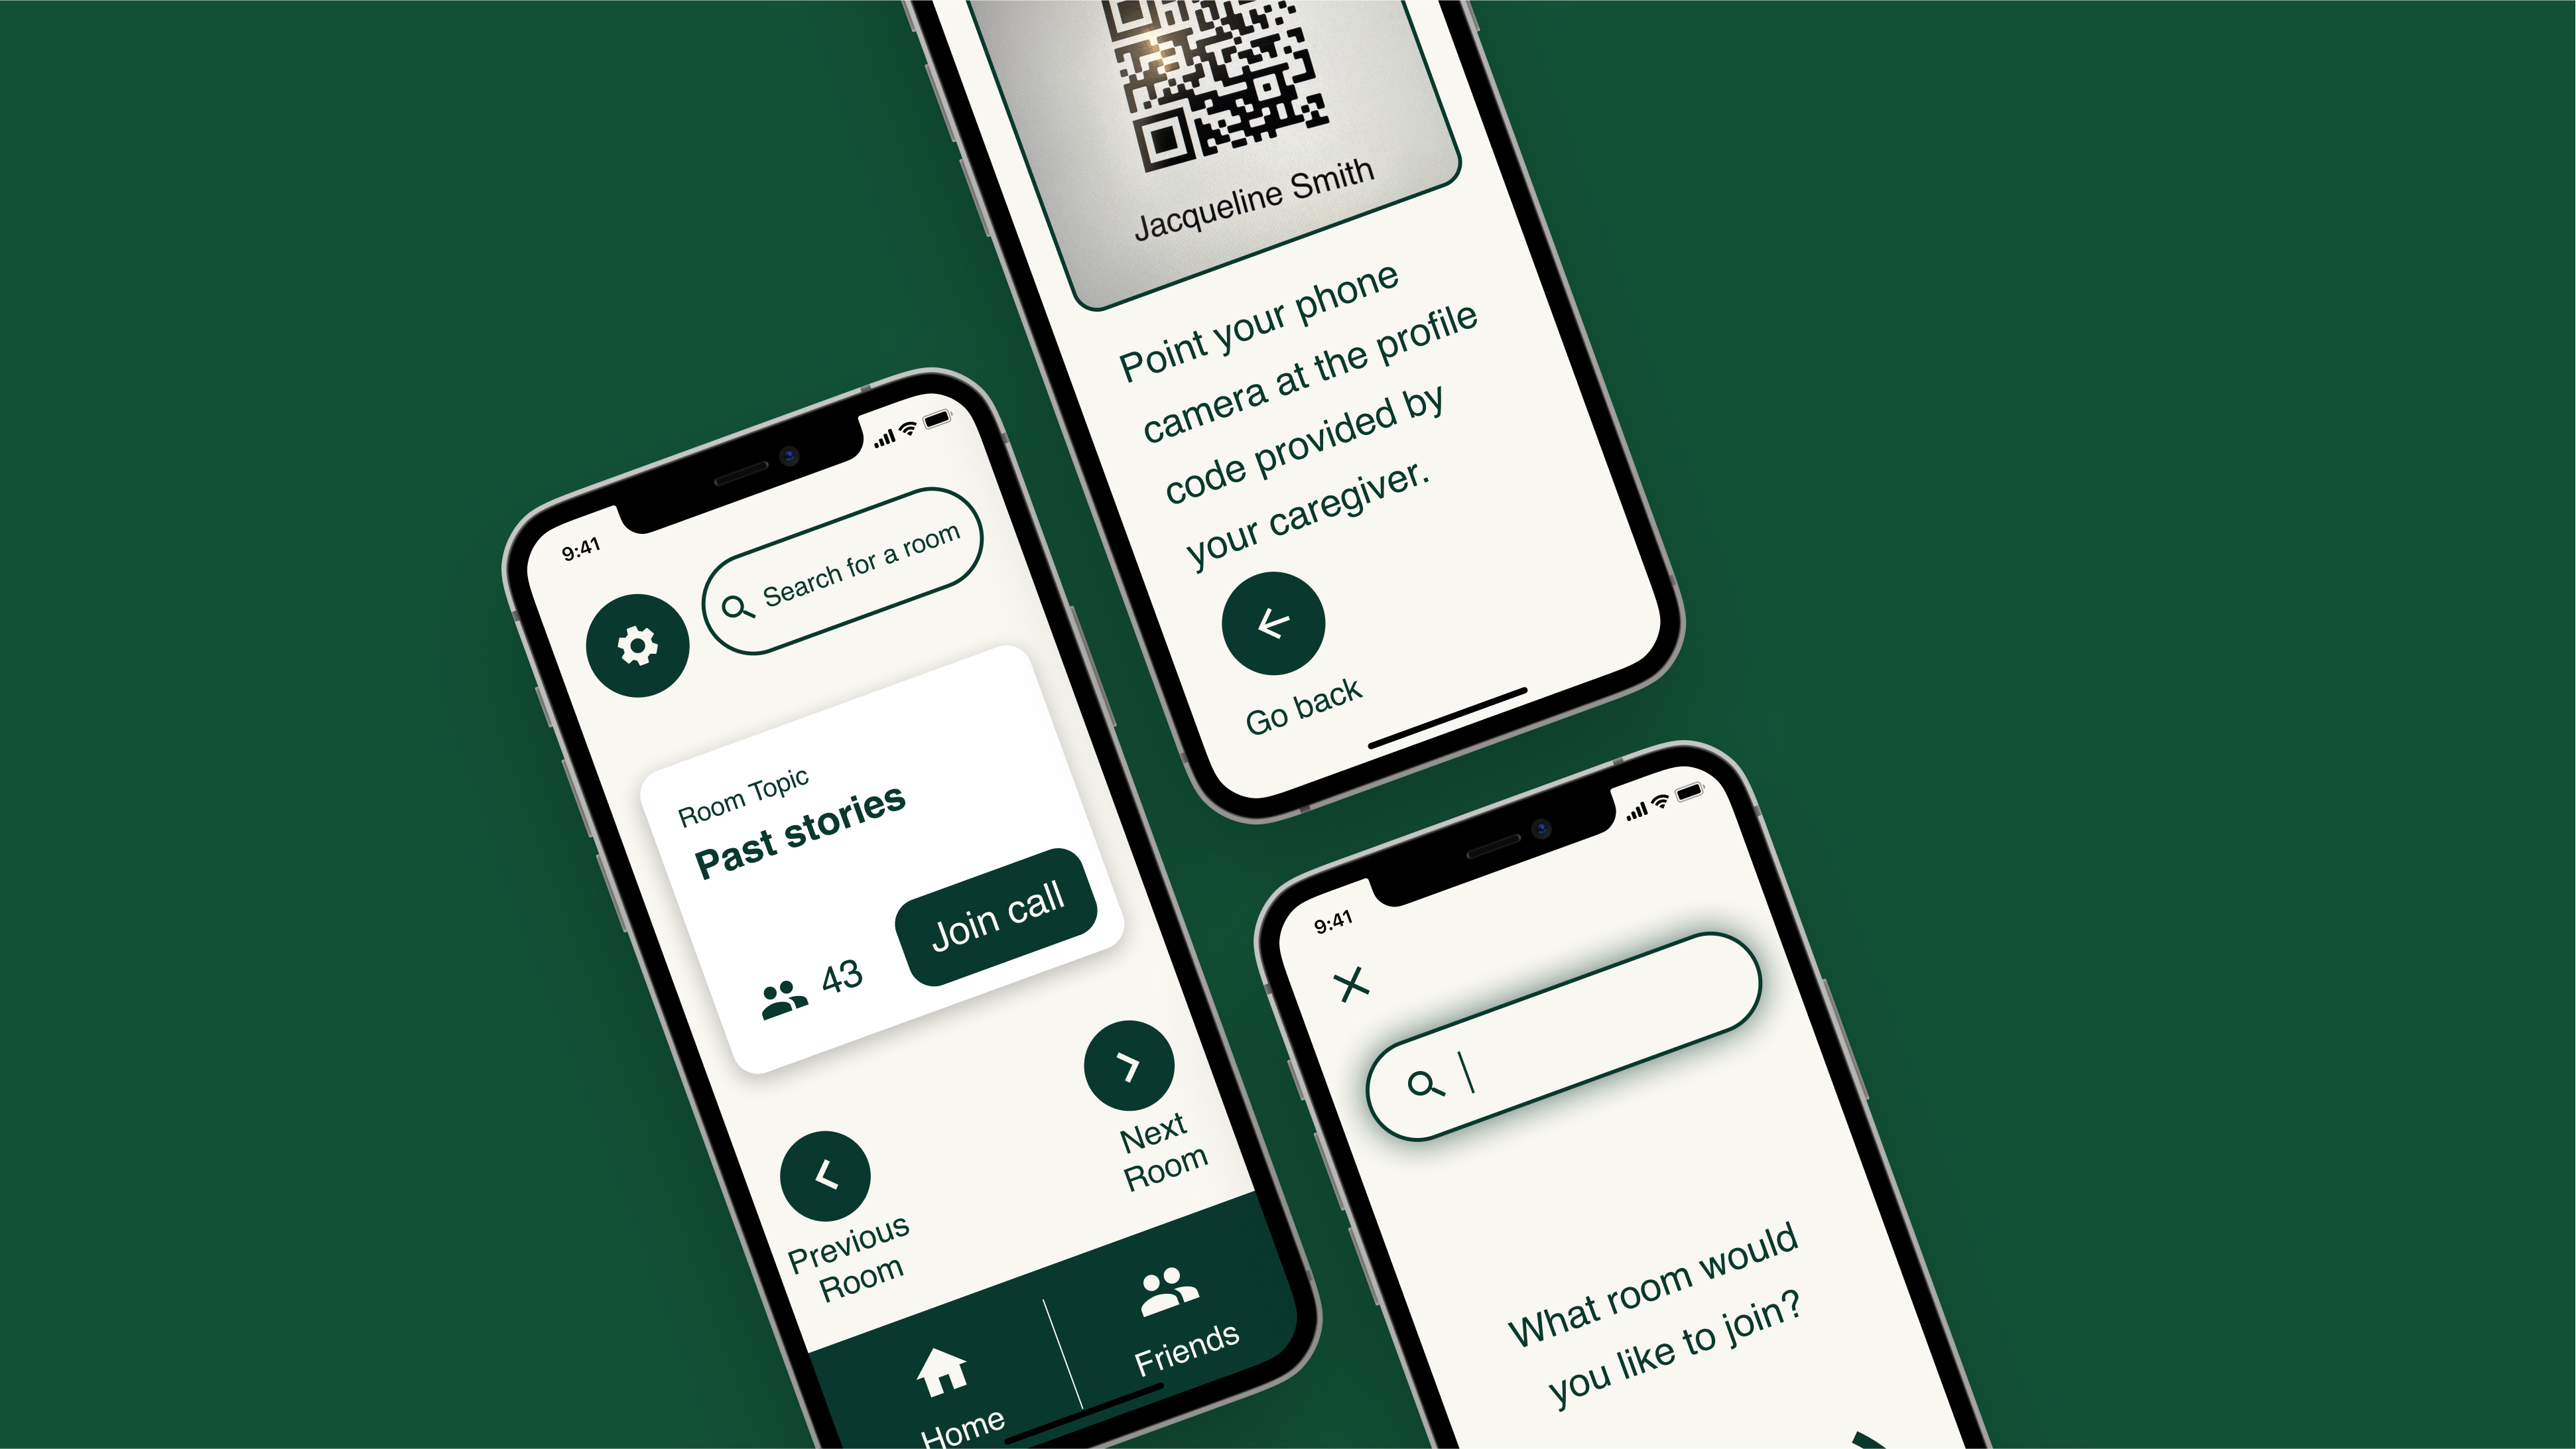 Jacqueline Smith
Point your phone
camera at the profile
code provided by
your caregiver.
Go back
9:41
Search for a room
Room Topic
Past stories
43
Join call
Next
Room
Previous
Room
Home
Friends
9:41
What room would
you like to join?